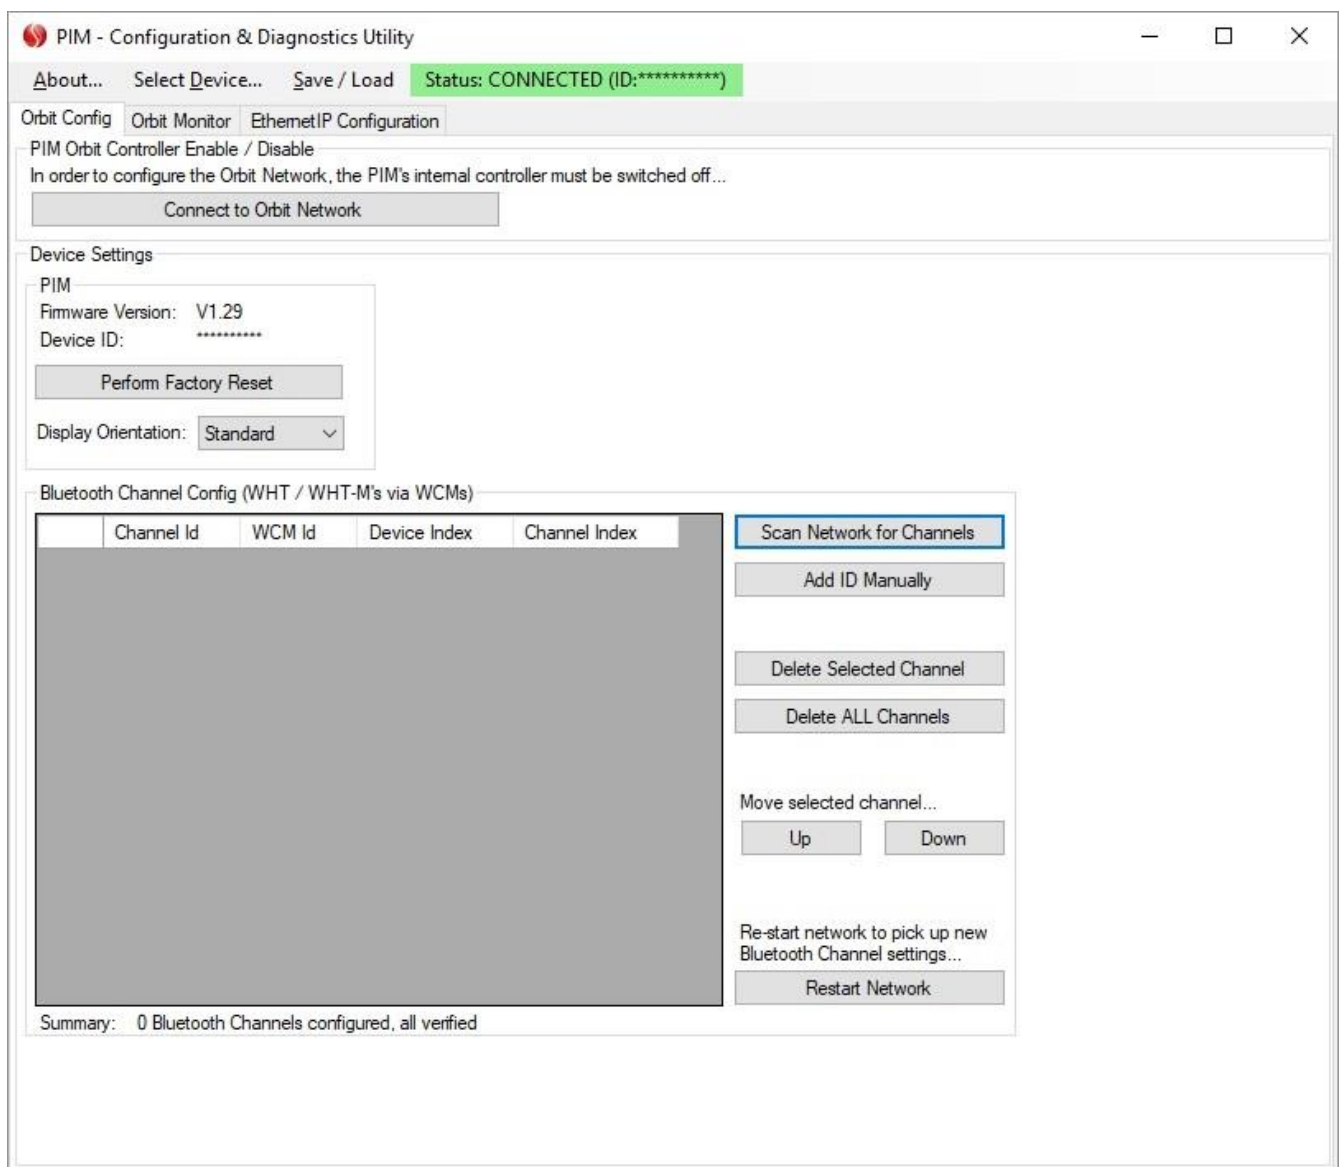 PIM - Configuration & Diagnostics Utility
About... Select Device... Save / Load Status: CONNECTED (ID:**********)
Orbit Config Orbit Monitor EthernetIP Configuration
PIM Orbit Controller Enable / Disable
In order to configure the Orbit Network, the PIM's internal controller must be switched off...
Connect to Orbit Network
Device Settings
PIM
Firmware Version: V1.29
Device ID: **********
Perform Factory Reset
Display Orientation: Standard
Bluetooth Channel Config (WHT / WHT-M's via WCMs)
Channel Id WCM Id Device Index Channel Index
Scan Network for Channels
Add ID Manually
Delete Selected Channel
Delete ALL Channels
Move selected channel...
Up Down
Re-start network to pick up new
Bluetooth Channel settings...
Restart Network
Summary: 0 Bluetooth Channels configured, all verified